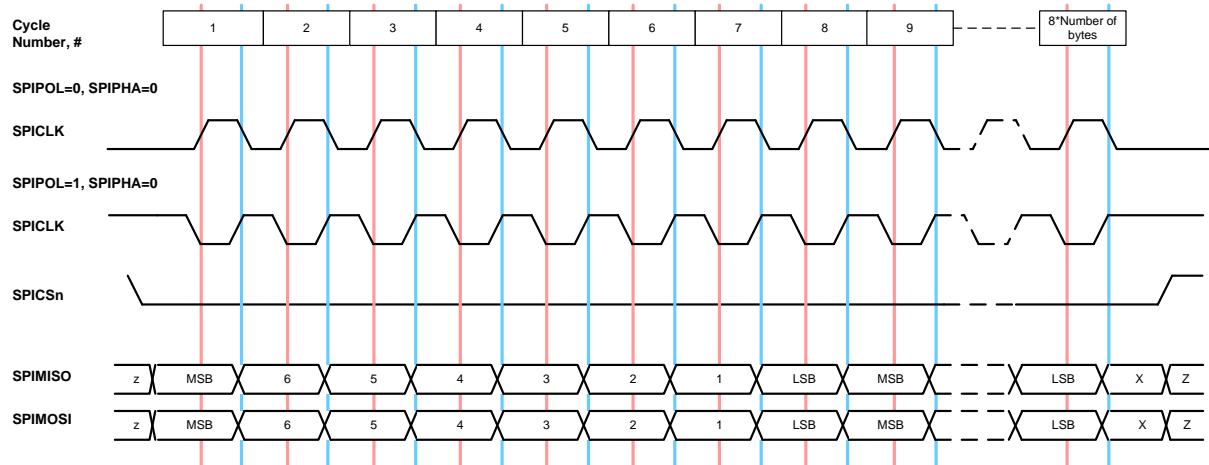 Cycle
Number, #
1 2 3 4 5 6 7 8 9
8*Number of
bytes
SPIPOL=0, SPIPHA=0
SPICLK
SPIPOL=1, SPIPHA=0
SPICLK
SPICSn
SPIMISO z MSB 6 5 4 3 2 1 LSB MSB LSB X Z
SPIMOSI z MSB 6 5 4 3 2 1 LSB MSB LSB X Z